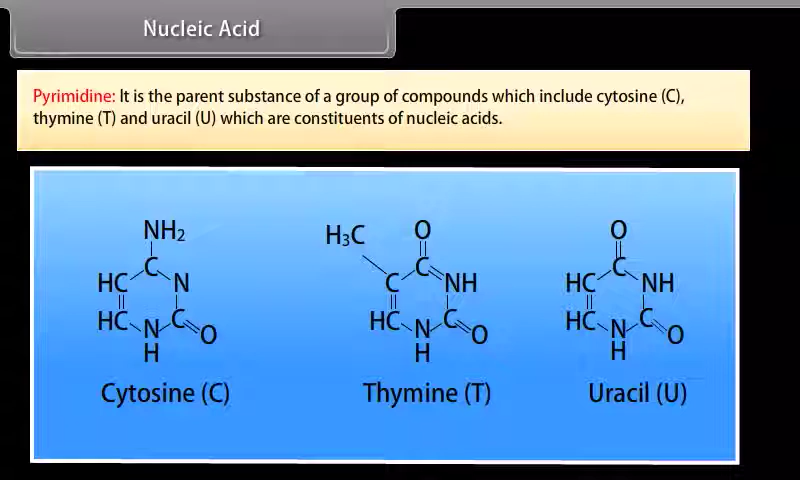 Nucleic Acid
Pyrimidine: It is the parent substance of a group of compounds which include cytosine (C),
thymine (T) and uracil (U) which are constituents of nucleic acids.
NH₂
C
HC N
HC C
N O
H
Cytosine (C)
H₃C O
C
C NH
HC C
N O
H
Thymine (T)
O
C
HC NH
HC C
N O
H
Uracil (U)